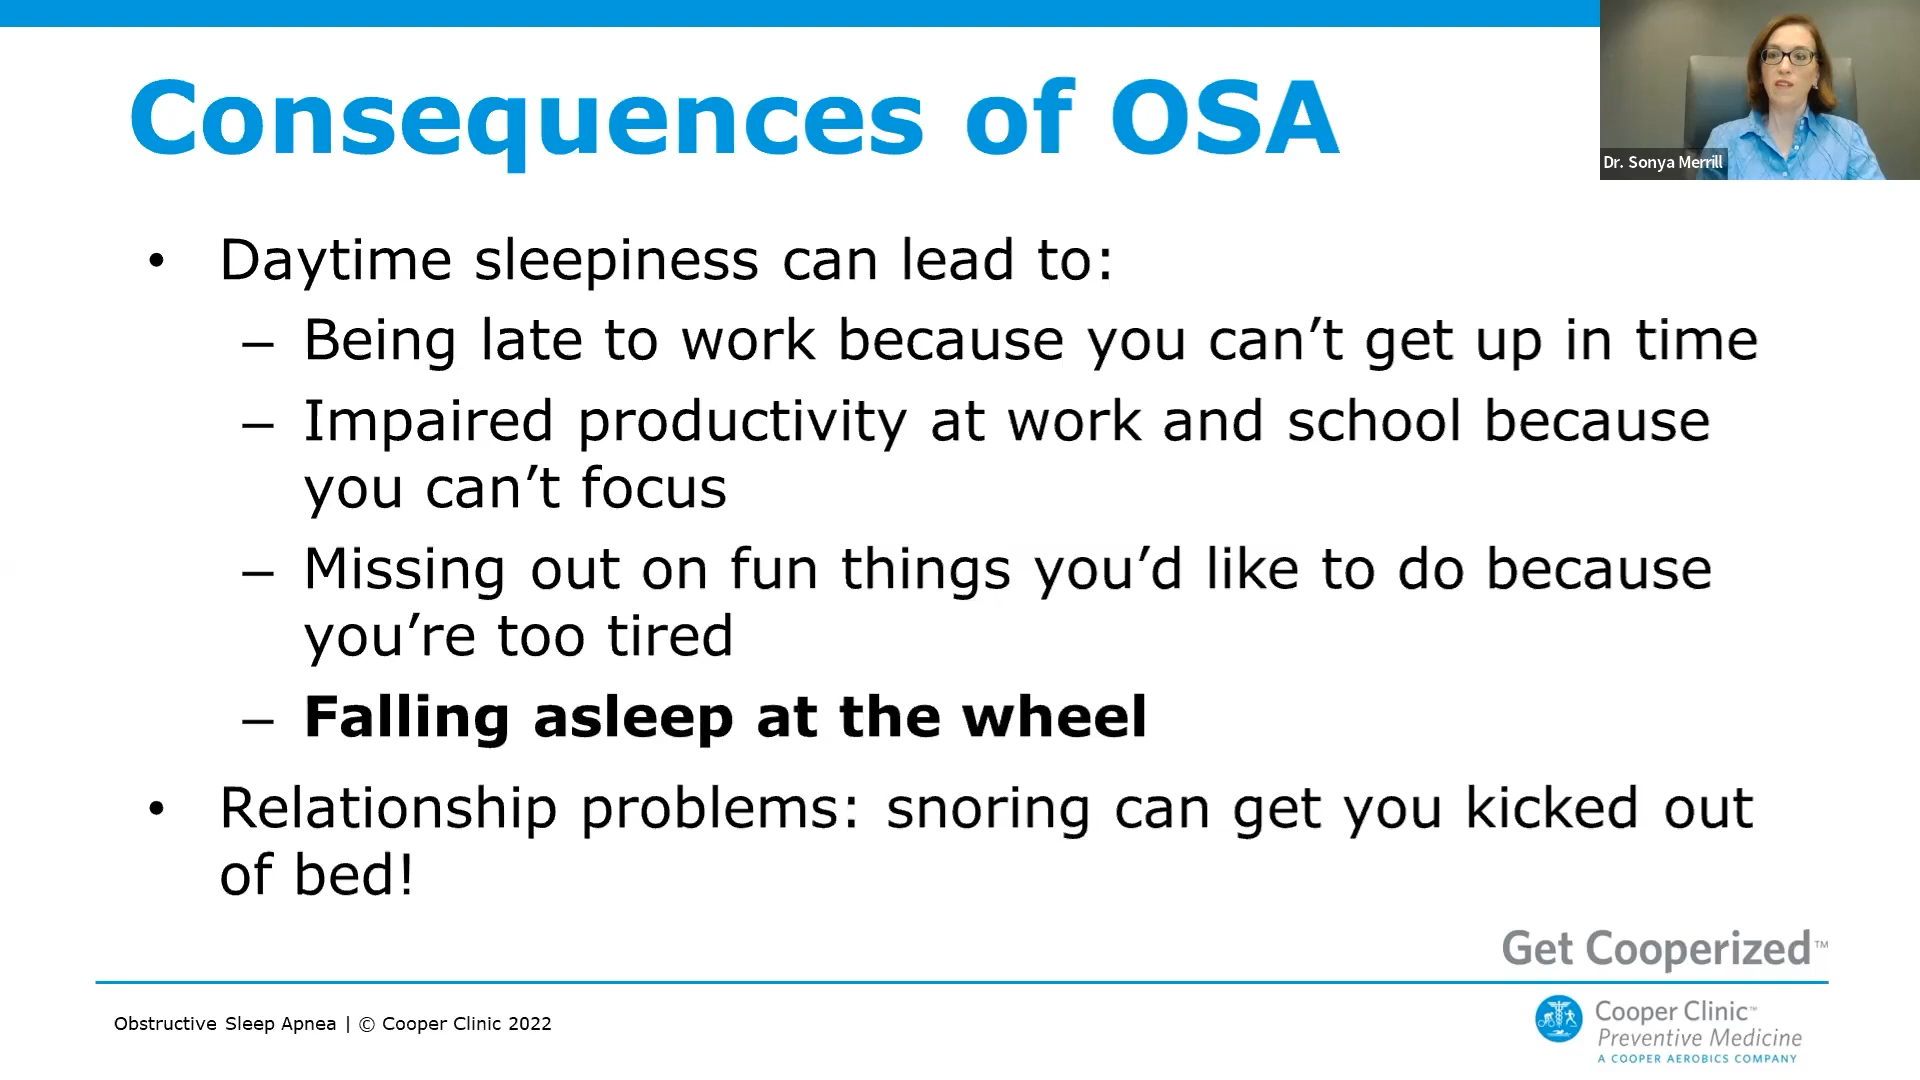 Consequences of OSA
Dr. Sonya Merrill
• Daytime sleepiness can lead to:
– Being late to work because you can’t get up in time
– Impaired productivity at work and school because
you can’t focus
– Missing out on fun things you’d like to do because
you’re too tired
– Falling asleep at the wheel
• Relationship problems: snoring can get you kicked out
of bed!
Get Cooperized™
Obstructive Sleep Apnea | © Cooper Clinic 2022
Cooper Clinic™
Preventive Medicine
A COOPER AEROBICS COMPANY